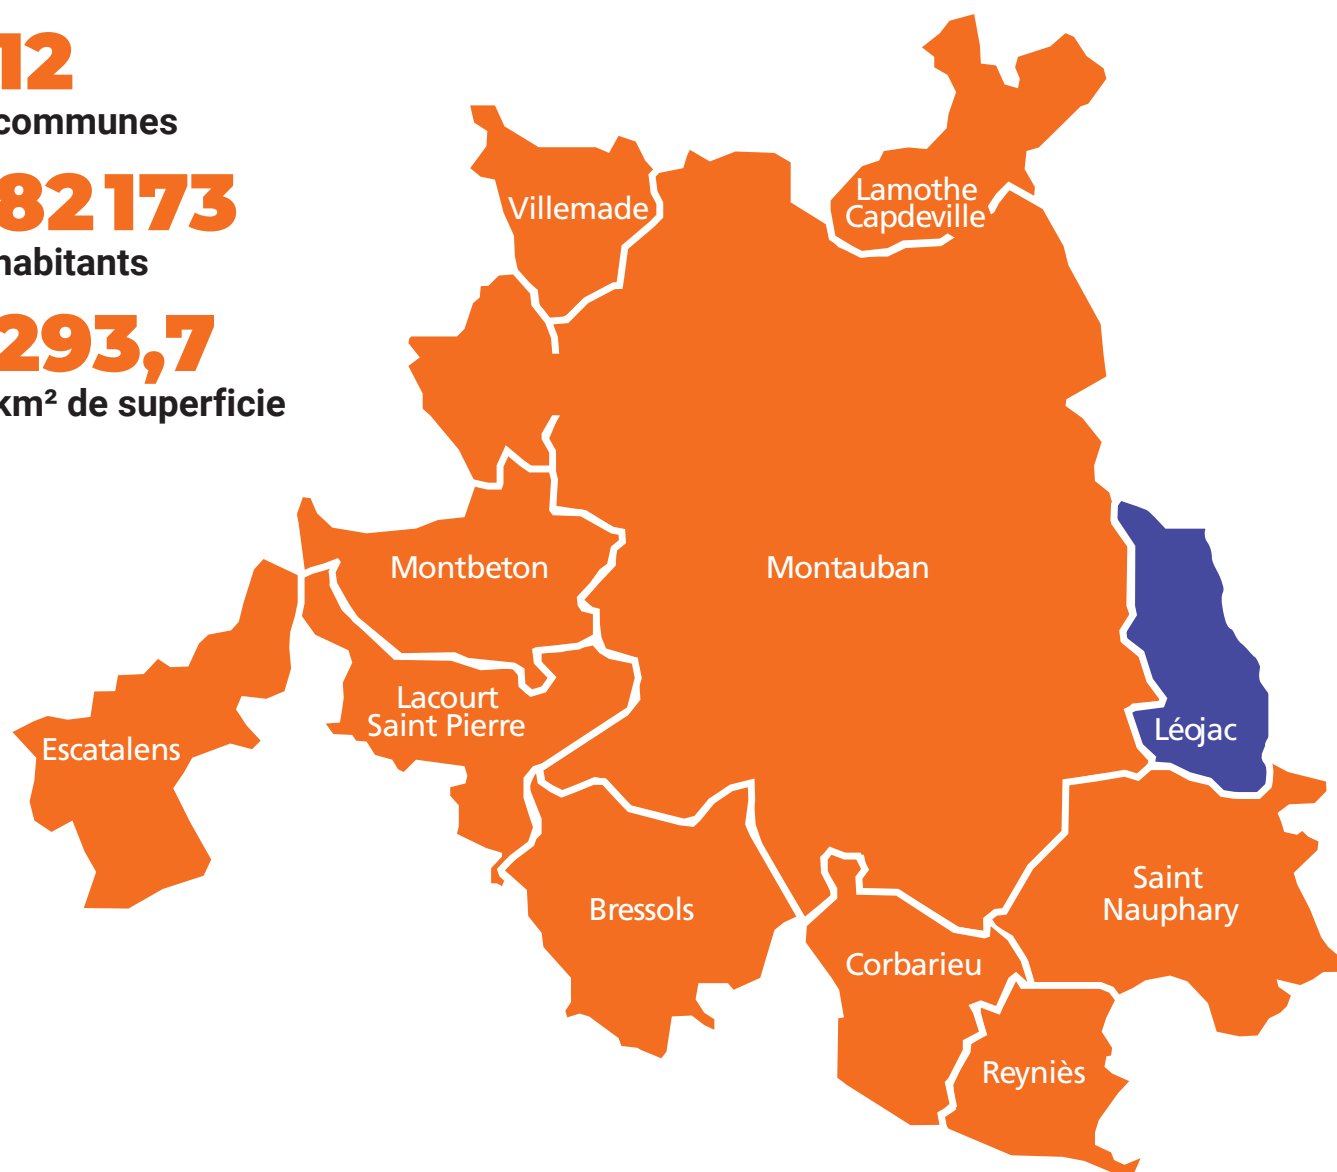 12
communes
82 173
habitants
293,7
km² de superficie
Villemade
Lamothe
Capdeville
Montbeton
Montauban
Lacourt
Saint Pierre
Escatalens
Léojac
Saint
Nauphary
Bressols
Corbarieu
Reyniès